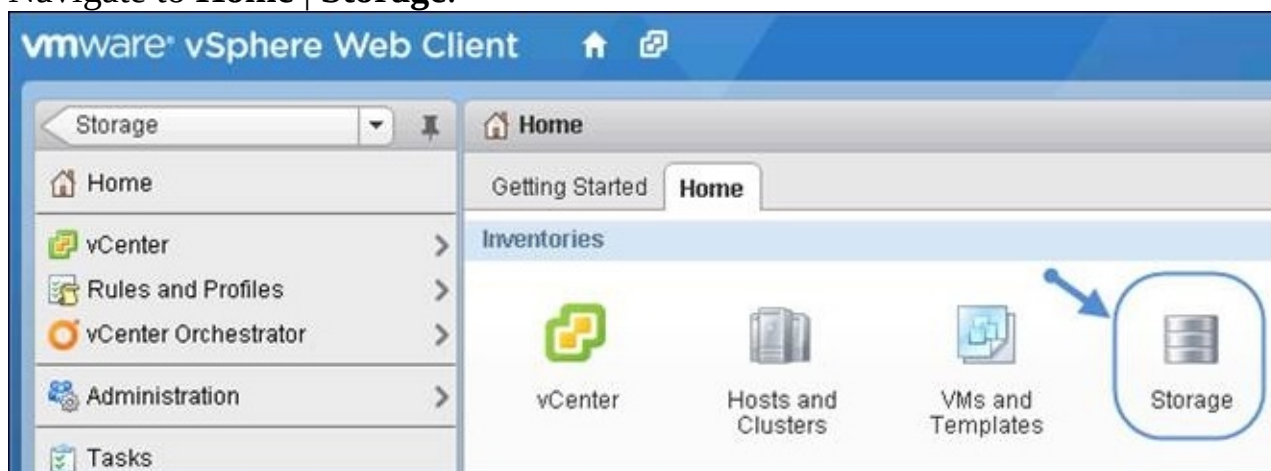 Navigate to Home | Storage.
vmware vSphere Web Client
Storage
Home
vCenter
Rules and Profiles
vCenter Orchestrator
Administration
Tasks
Home
Getting Started Home
Inventories
vCenter
Hosts and
Clusters
VMs and
Templates
Storage